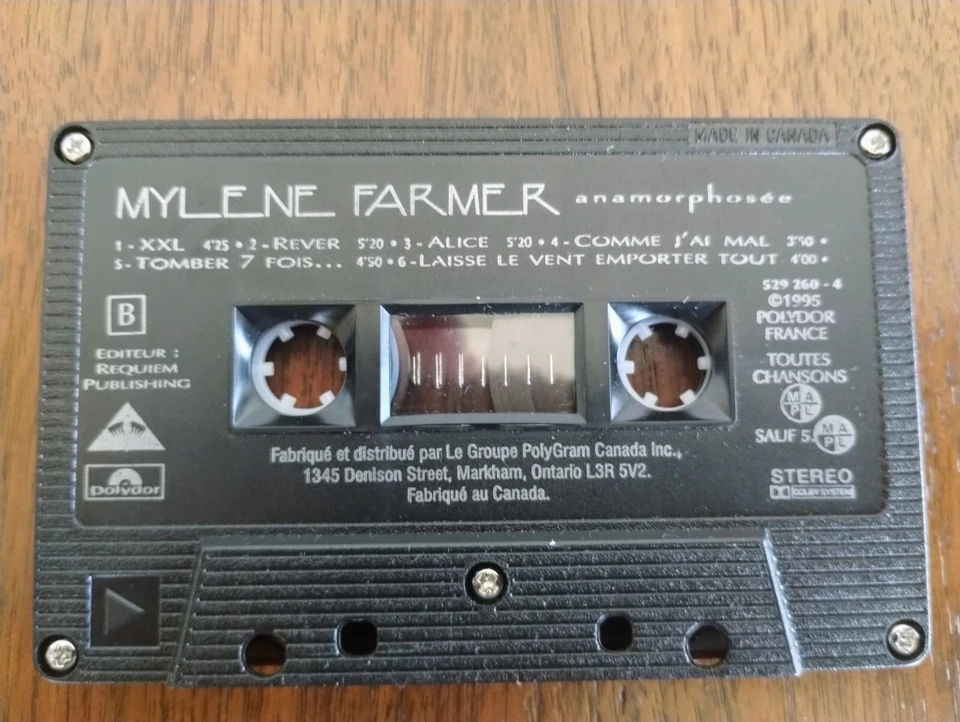 MADE IN CANADA
MYLENE FARMER anamorphosée
1-XXL 4'25 • 2-REVER 5'20 • 3-ALICE 5'20 • 4-COMME J'AI MAL 3'50 •
5-TOMBER 7 FOIS... 4'50 • 6-LAISSE LE VENT EMPORTER TOUT 4'00 •
529 260 - 4
©1995
POLYDOR
FRANCE
B
EDITEUR :
REQUIEM
PUBLISHING
TOUTES
CHANSONS
MAPL
SAUF 5. MAPL
polydor
Fabriqué et distribué par Le Groupe PolyGram Canada Inc.,
1345 Denison Street, Markham, Ontario L3R 5V2.
Fabriqué au Canada.
STEREO
DOLBY SYSTEM